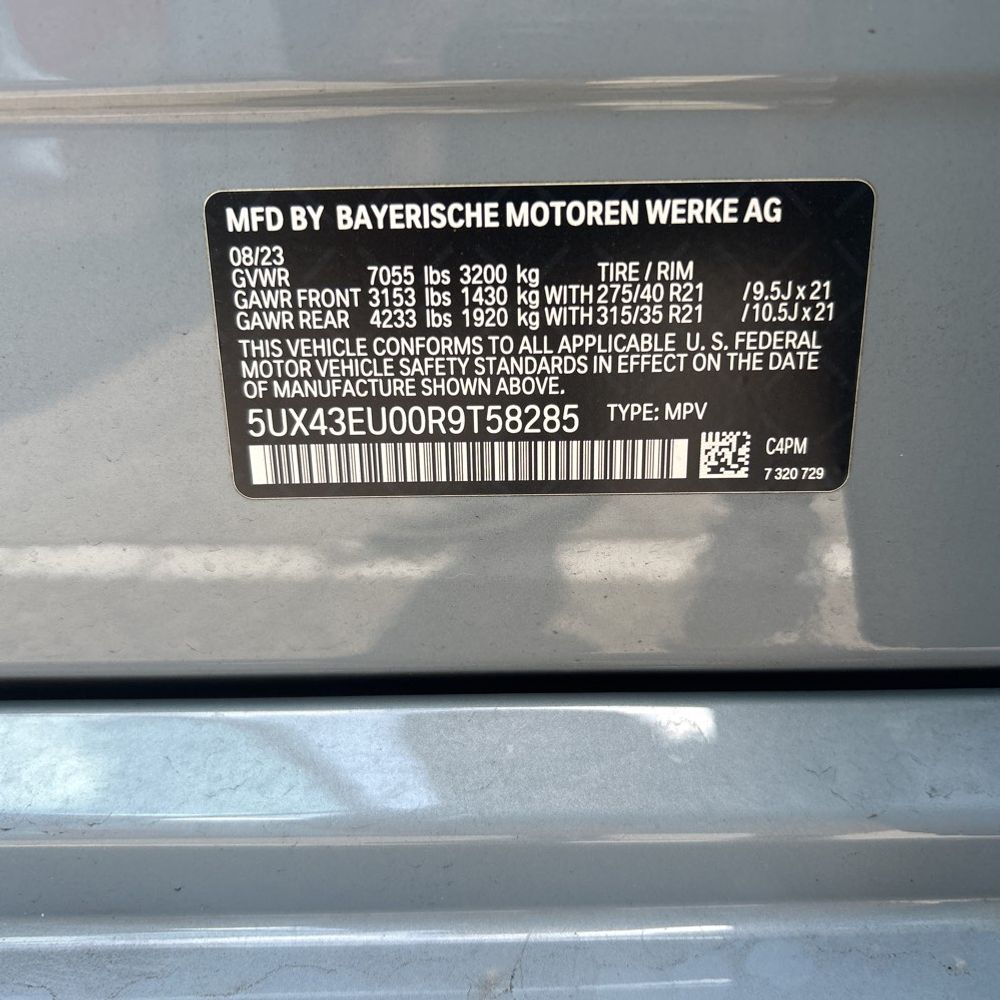 MFD BY BAYERISCHE MOTOREN WERKE AG
08/23
GVWR 7055 lbs 3200 kg TIRE / RIM
GAWR FRONT 3153 lbs 1430 kg WITH 275/40 R21 /9.5J x 21
GAWR REAR 4233 lbs 1920 kg WITH 315/35 R21 /10.5J x 21
THIS VEHICLE CONFORMS TO ALL APPLICABLE U. S. FEDERAL
MOTOR VEHICLE SAFETY STANDARDS IN EFFECT ON THE DATE
OF MANUFACTURE SHOWN ABOVE.
5UX43EU00R9T58285 TYPE: MPV
C4PM
7 320 729